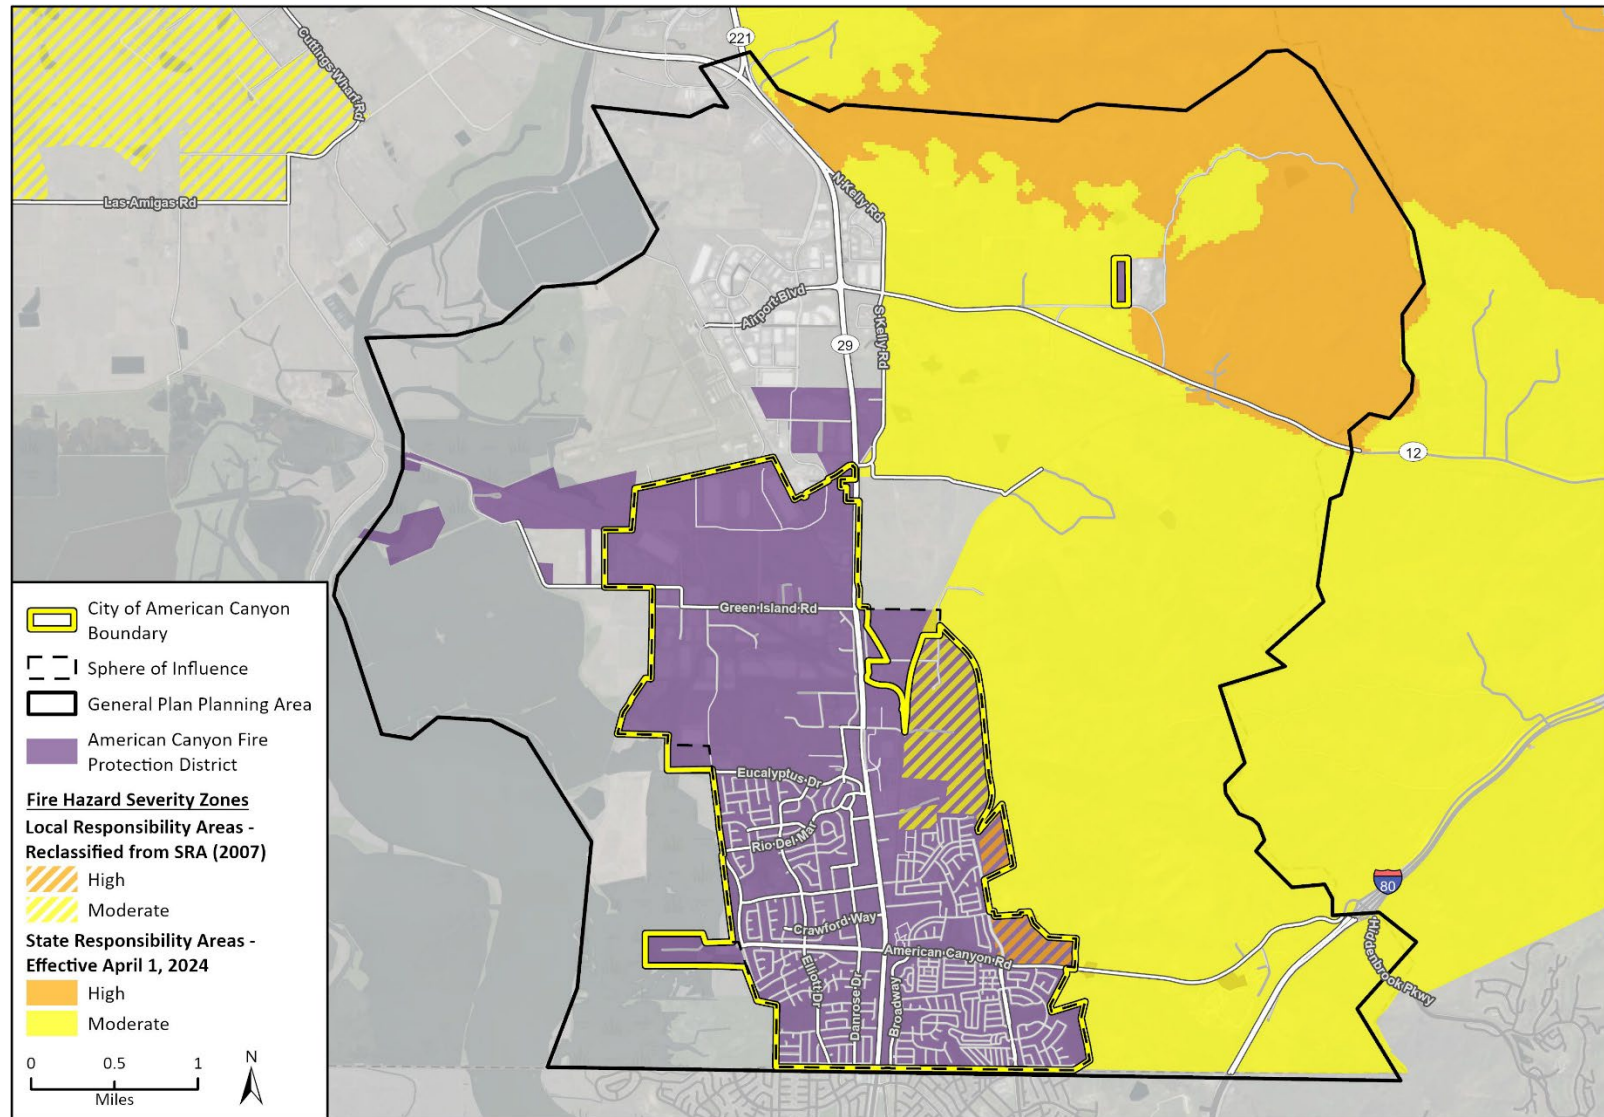 221
Cuttings Wharf Rd
Las Amigas Rd
N Kelly Rd
Airport Blvd
S Kelly Rd
29
12
Green Island Rd
Eucalyptus Dr
Rio Del Mar
80
Crawford Way
American Canyon Rd
Hiddenbrook Pkwy
Elliott Dr
Danrose Dr
Broadway
City of American Canyon
Boundary
Sphere of Influence
General Plan Planning Area
American Canyon Fire
Protection District
Fire Hazard Severity Zones
Local Responsibility Areas -
Reclassified from SRA (2007)
High
Moderate
State Responsibility Areas -
Effective April 1, 2024
High
Moderate
0 0.5 1
Miles
N